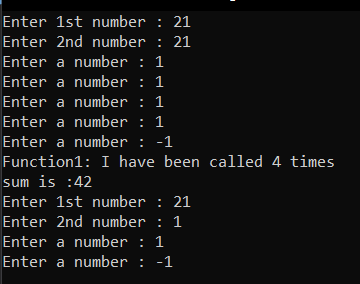 Enter 1st number : 21
Enter 2nd number : 21
Enter a number : 1
Enter a number : 1
Enter a number : 1
Enter a number : 1
Enter a number : -1
Function1: I have been called 4 times
sum is :42
Enter 1st number : 21
Enter 2nd number : 1
Enter a number : 1
Enter a number : -1